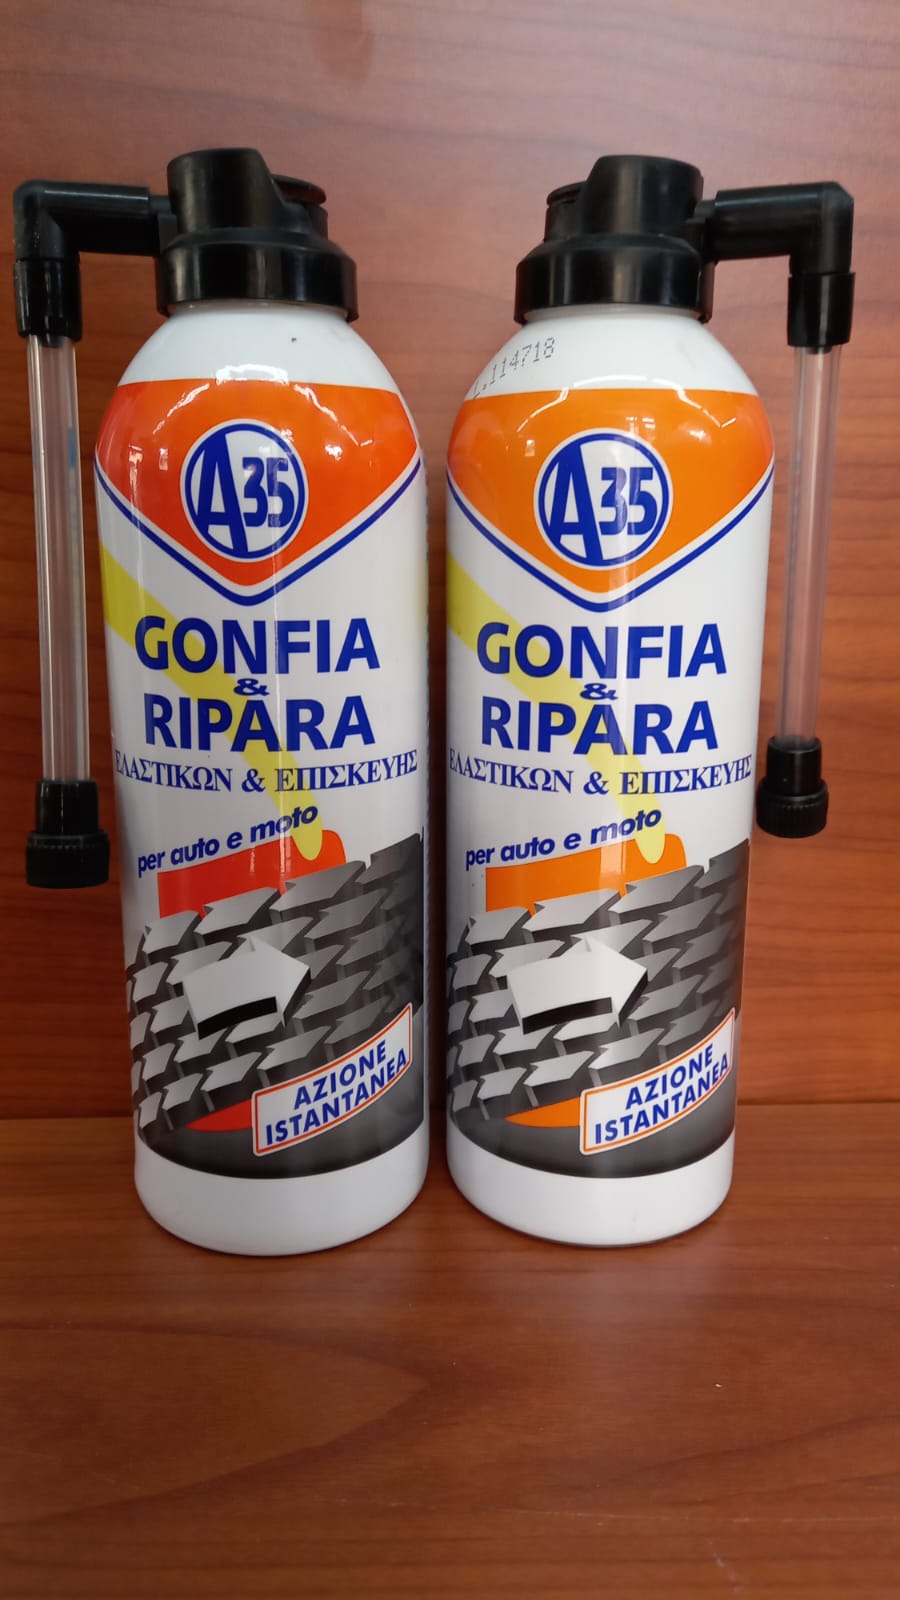 A35
GONFIA
&
RIPARA
ΕΛΑΣΤΙΚΩΝ & ΕΠΙΣΚΕΥΗΣ
per auto e moto
AZIONE
ISTANTANEA
L.114718
A35
GONFIA
&
RIPARA
ΕΛΑΣΤΙΚΩΝ & ΕΠΙΣΚΕΥΗΣ
per auto e moto
AZIONE
ISTANTANEA